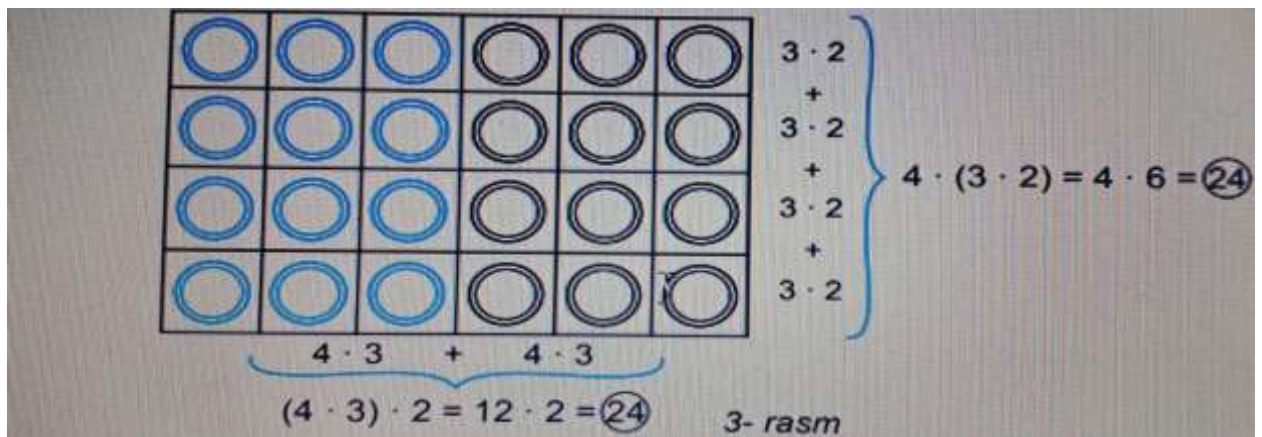 3 · 2
+
3 · 2
+
3 · 2
+
3 · 2
4 · (3 · 2) = 4 · 6 = 24
4 · 3 + 4 · 3
(4 · 3) · 2 = 12 · 2 = 24
3- rasm